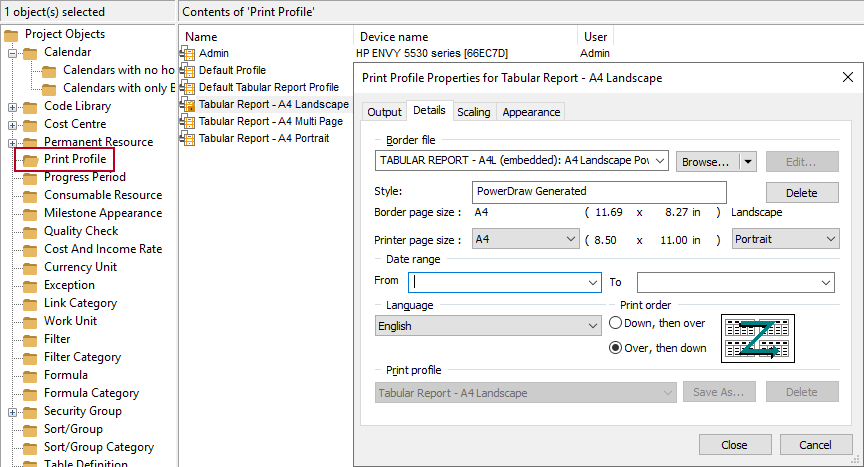 1 object(s) selected
Contents of 'Print Profile'
Project Objects
Calendar
Calendars with no ho
Calendars with only E
Code Library
Cost Centre
Permanent Resource
Print Profile
Progress Period
Consumable Resource
Milestone Appearance
Quality Check
Cost And Income Rate
Currency Unit
Exception
Link Category
Work Unit
Filter
Filter Category
Formula
Formula Category
Security Group
Sort/Group
Sort/Group Category
Table Definition
Name Device name User
Admin HP ENVY 5530 series [66EC7D] Admin
Default Profile
Default Tabular Report Profile
Tabular Report - A4 Landscape
Tabular Report - A4 Multi Page
Tabular Report - A4 Portrait
Print Profile Properties for Tabular Report - A4 Landscape
Output Details Scaling Appearance
Border file
TABULAR REPORT - A4L (embedded): A4 Landscape Po Browse... Edit...
Style: PowerDraw Generated Delete
Border page size : A4 ( 11.69 x 8.27 in ) Landscape
Printer page size : A4 ( 8.50 x 11.00 in ) Portrait
Date range
From To
Language Print order
English Down, then over
Over, then down
Print profile
Tabular Report - A4 Landscape Save As... Delete
Close Cancel